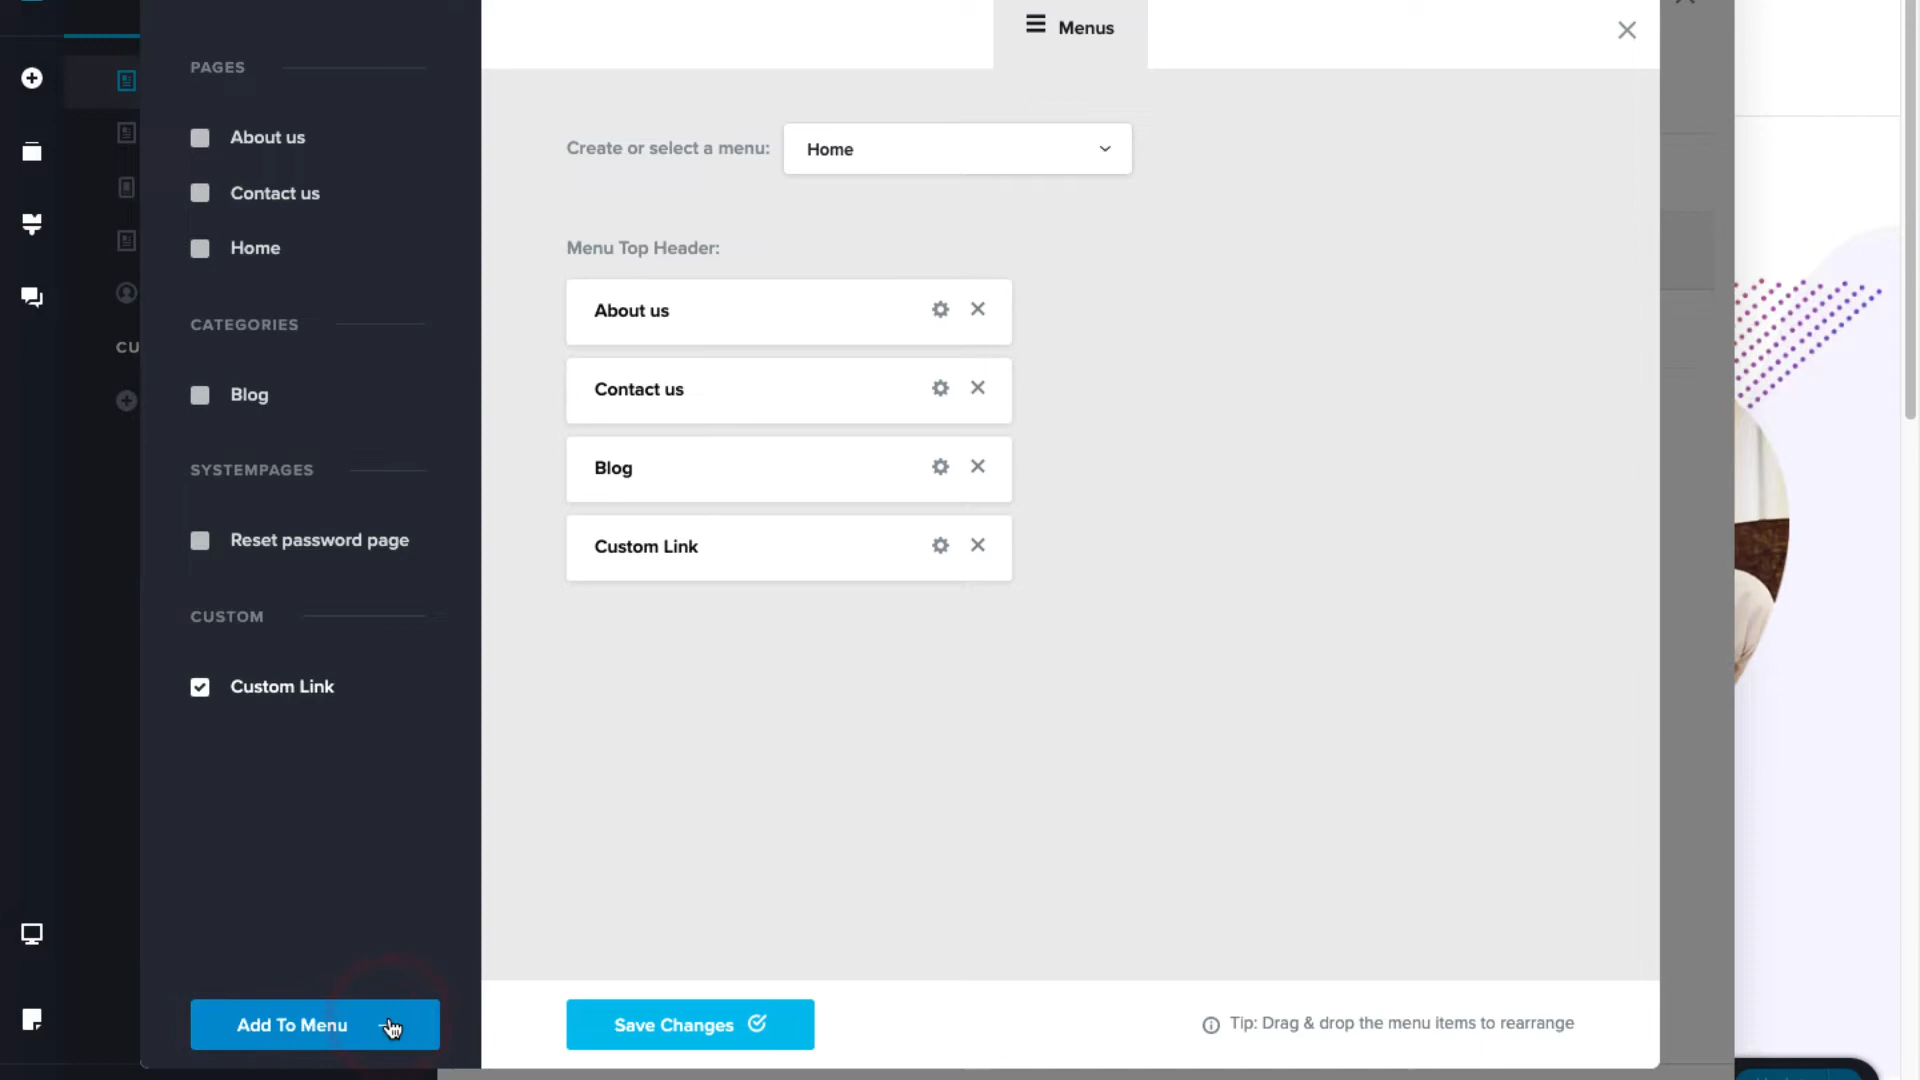 Menus
PAGES
About us
Contact us
Home
CATEGORIES
Blog
SYSTEMPAGES
Reset password page
CUSTOM
Custom Link
Add To Menu
CU
Create or select a menu: Home
Menu Top Header:
About us
Contact us
Blog
Custom Link
Save Changes
Tip: Drag & drop the menu items to rearrange